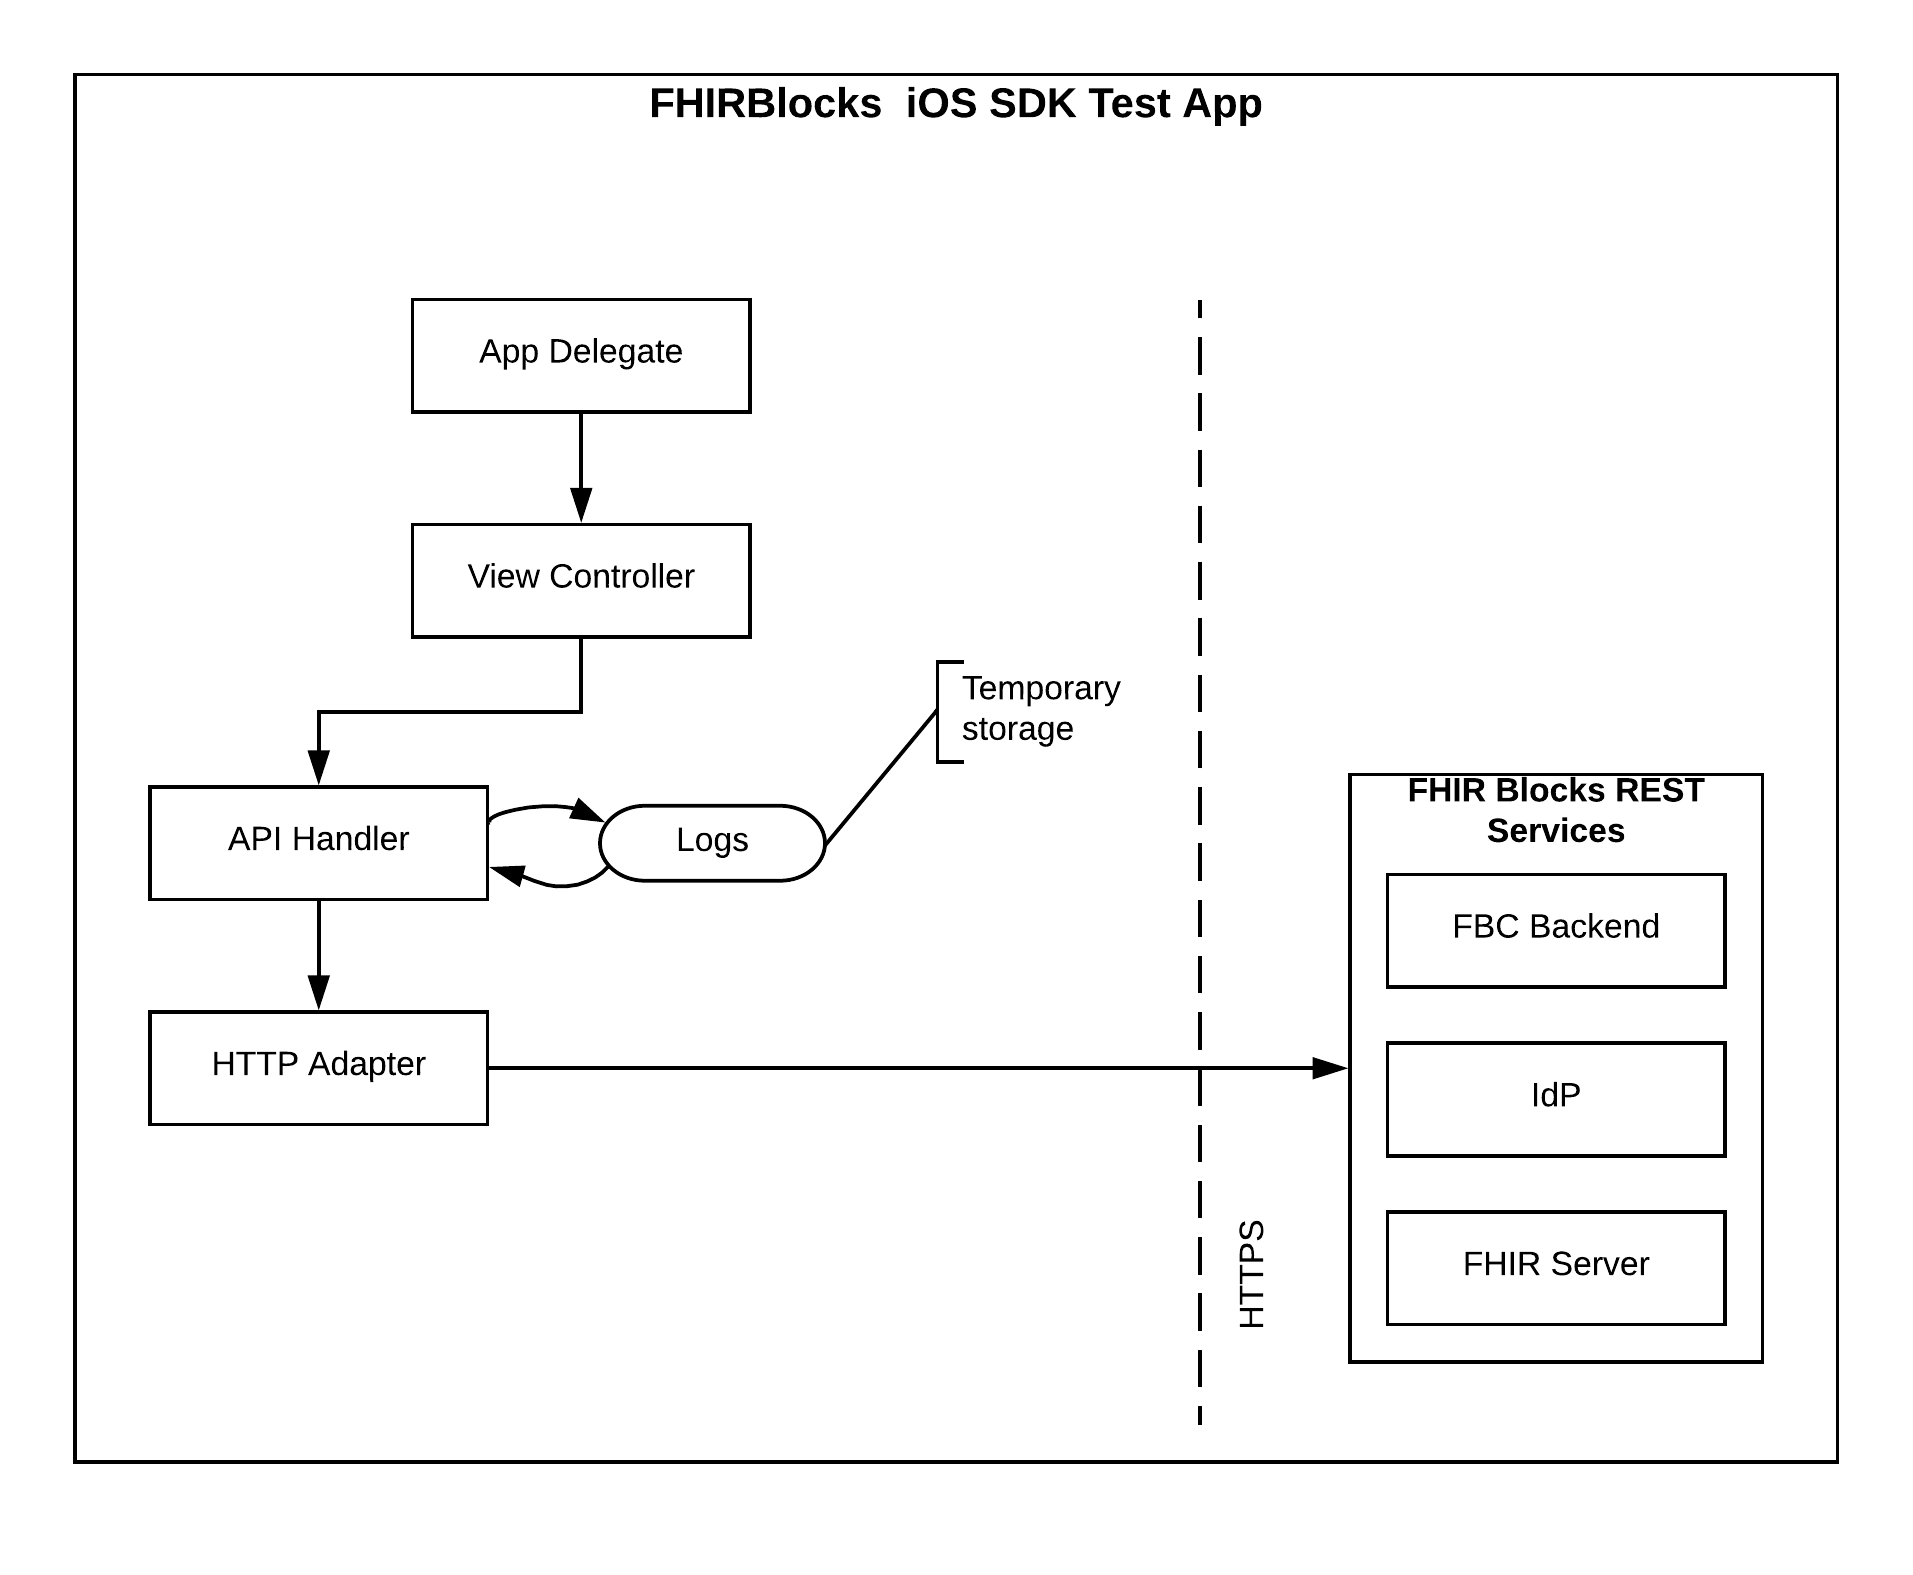 FHIRBlocks  iOS SDK Test App
App Delegate
View Controller
Temporary
storage
API Handler
Logs
HTTP Adapter
HTTPS
FHIR Blocks REST
Services
FBC Backend
IdP
FHIR Server